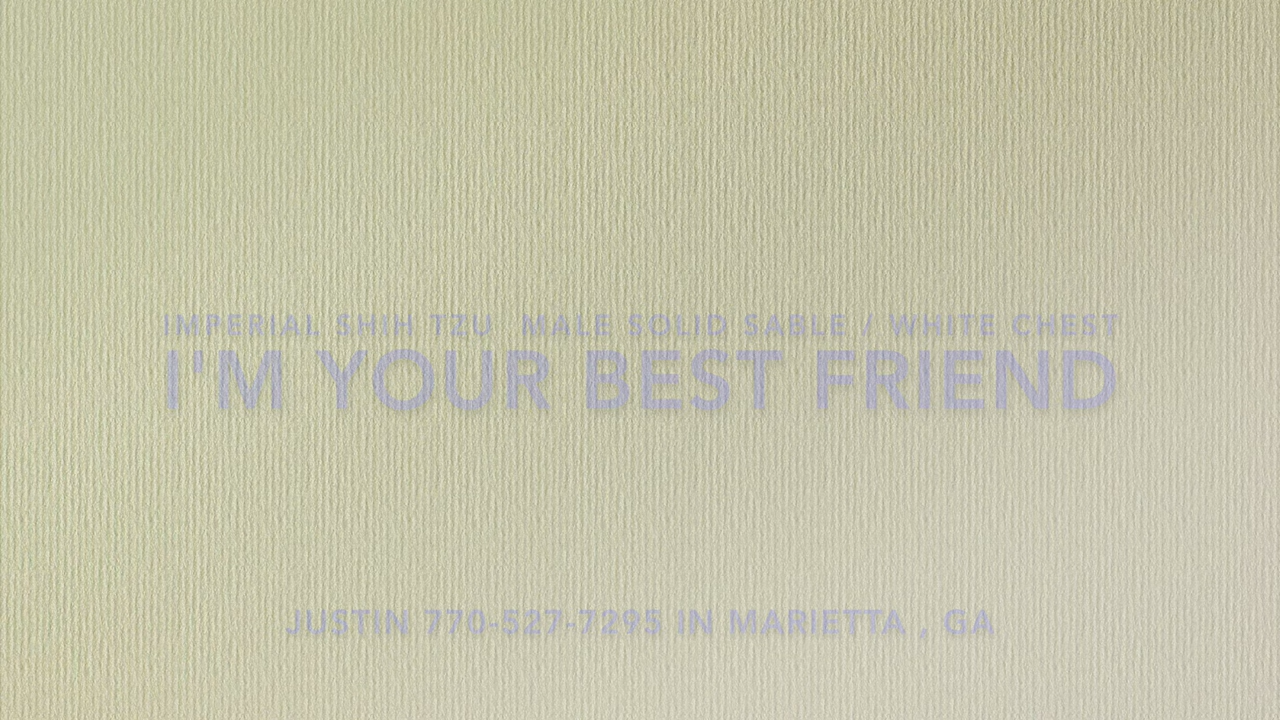 IMPERIAL SHIH TZU  MALE SOLID SABLE / WHITE CHEST
I'M YOUR BEST FRIEND
JUSTIN 770-527-7295 IN MARIETTA , GA